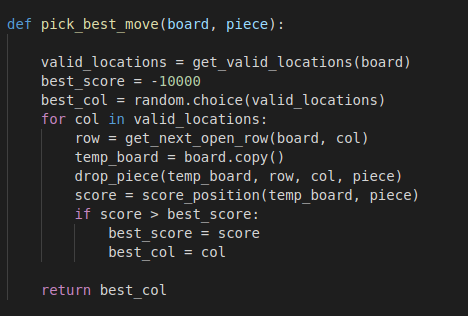 def pick_best_move(board, piece):

    valid_locations = get_valid_locations(board)
    best_score = -10000
    best_col = random.choice(valid_locations)
    for col in valid_locations:
        row = get_next_open_row(board, col)
        temp_board = board.copy()
        drop_piece(temp_board, row, col, piece)
        score = score_position(temp_board, piece)
        if score > best_score:
            best_score = score
            best_col = col

    return best_col